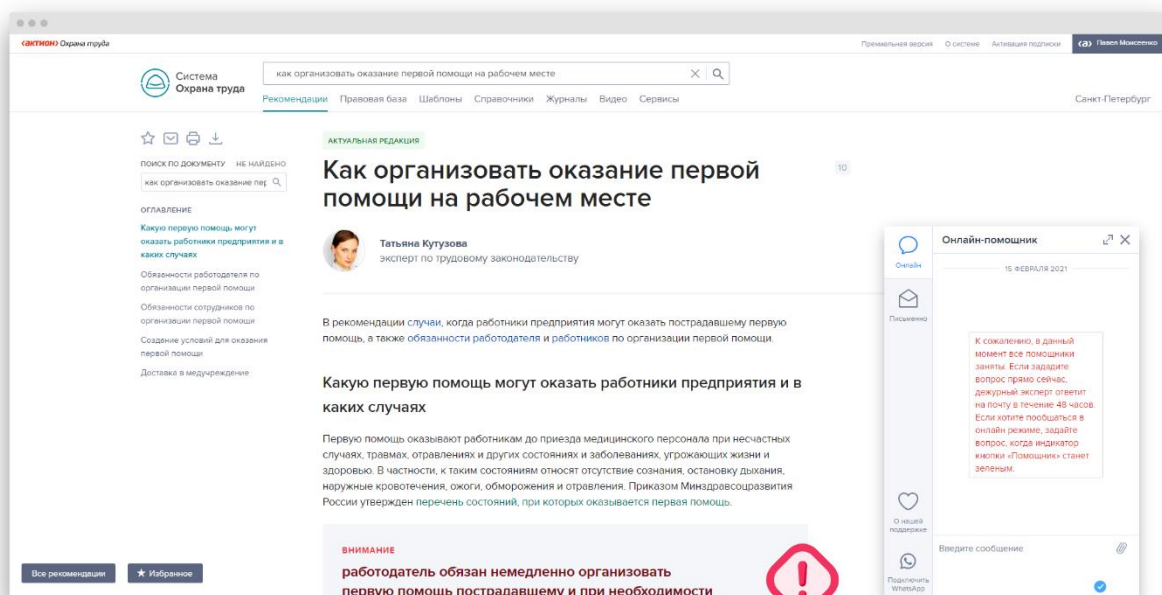 ‹актион› Охрана труда
Премиальная версия О системе Активация подписки ‹а› Павел Моисеенко
Система
Охрана труда
как организовать оказание первой помощи на рабочем месте
Рекомендации Правовая база Шаблоны Справочники Журналы Видео Сервисы
Санкт-Петербург
ПОИСК ПО ДОКУМЕНТУ НЕ НАЙДЕНО
как организовать оказание пер
ОГЛАВЛЕНИЕ
Какую первую помощь могут
оказать работники предприятия и в
каких случаях
Обязанности работодателя по
организации первой помощи
Обязанности сотрудников по
организации первой помощи
Создание условий для оказания
первой помощи
Доставка в медучреждение
АКТУАЛЬНАЯ РЕДАКЦИЯ
Как организовать оказание первой
помощи на рабочем месте
10
Татьяна Кутузова
эксперт по трудовому законодательству
В рекомендации случаи, когда работники предприятия могут оказать пострадавшему первую
помощь, а также обязанности работодателя и работников по организации первой помощи.
Какую первую помощь могут оказать работники предприятия и в
каких случаях
Первую помощь оказывают работникам до приезда медицинского персонала при несчастных
случаях, травмах, отравлениях и других состояниях и заболеваниях, угрожающих жизни и
здоровью. В частности, к таким состояниям относят отсутствие сознания, остановку дыхания,
наружные кровотечения, ожоги, обморожения и отравления. Приказом Минздравсоцразвития
России утвержден перечень состояний, при которых оказывается первая помощь.
ВНИМАНИЕ
работодатель обязан немедленно организовать
первую помощь пострадавшему и при необходимости
Все рекомендации
★ Избранное
Онлайн
Письменно
О нашей
поддержке
Подключить
WhatsApp
Онлайн-помощник
15 ФЕВРАЛЯ 2021
К сожалению, в данный
момент все помощники
заняты. Если зададите
вопрос прямо сейчас,
дежурный эксперт ответит
на почту в течение 48 часов.
Если хотите пообщаться в
онлайн режиме, задайте
вопрос, когда индикатор
кнопки «Помощник» станет
зеленым.
Введите сообщение